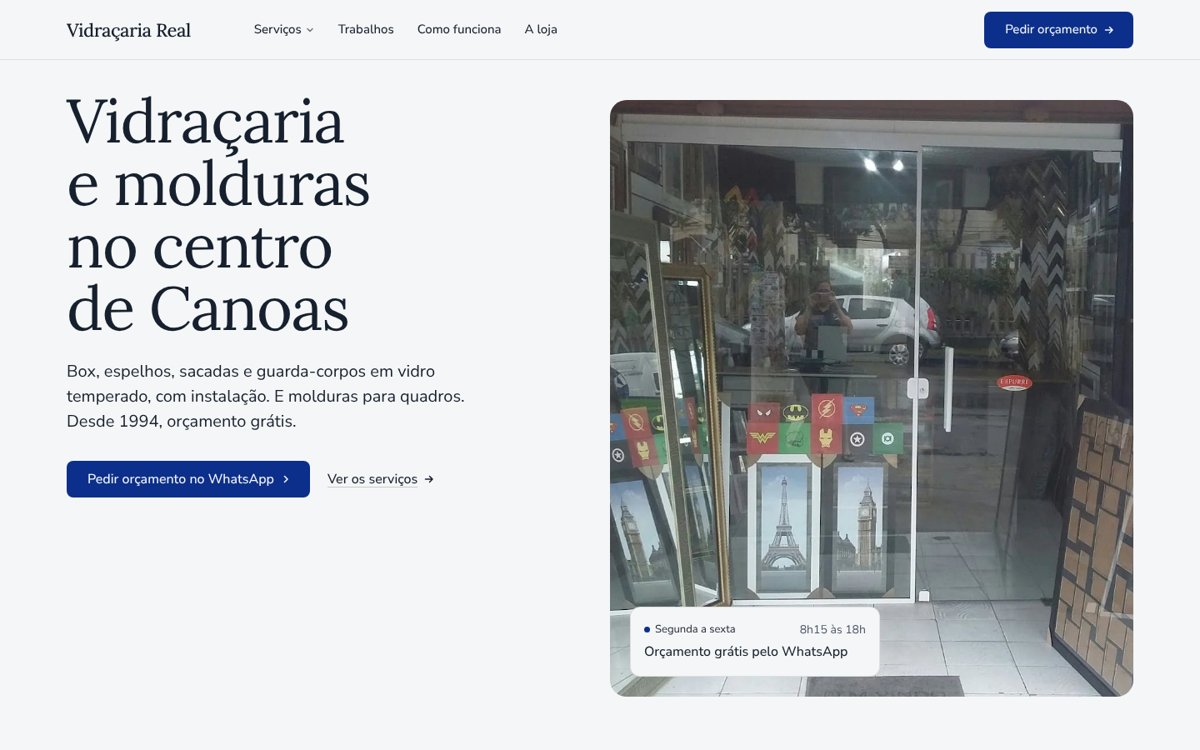 Vidraçaria Real
Serviços
Trabalhos
Como funciona
A loja
Pedir orçamento
Vidraçaria
e molduras
no centro
de Canoas
Box, espelhos, sacadas e guarda-corpos em vidro
temperado, com instalação. E molduras para quadros.
Desde 1994, orçamento grátis.
Pedir orçamento no WhatsApp
Ver os serviços
Segunda a sexta
8h15 às 18h
Orçamento grátis pelo WhatsApp